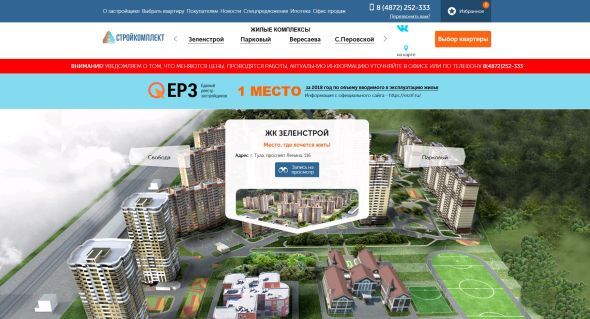 О застройщике Выбрать квартиру Покупателям Новости Спецпредложения Ипотека Офис продаж
8 (4872) 252-333
Перезвонить вам?
Избранное
0
СТРОЙКОМПЛЕКТ
ЖИЛЫЕ КОМПЛЕКСЫ
Зеленстрой Парковый Вересаева С.Перовской
на карте
Выбор квартиры
ВНИМАНИЕ! УВЕДОМЛЯЕМ О ТОМ, ЧТО МЕНЯЮТСЯ ЦЕНЫ, ПРОВОДЯТСЯ РАБОТЫ, АКТУАЛЬНУЮ ИНФОРМАЦИЮ УТОЧНЯЙТЕ В ОФИСЕ ИЛИ ПО ТЕЛЕФОНУ 8(4872)252-333
ЕРЗ Единый реестр застройщиков
1 МЕСТО
за 2018 год по объему вводимого в эксплуатацию жилья
Информация с официального сайта - https://erzrf.ru/
ЖК ЗЕЛЕНСТРОЙ
Место, где хочется жить!
Адрес: г. Тула, проспект Ленина, 116
Запись на просмотр
Свобода
Парковый